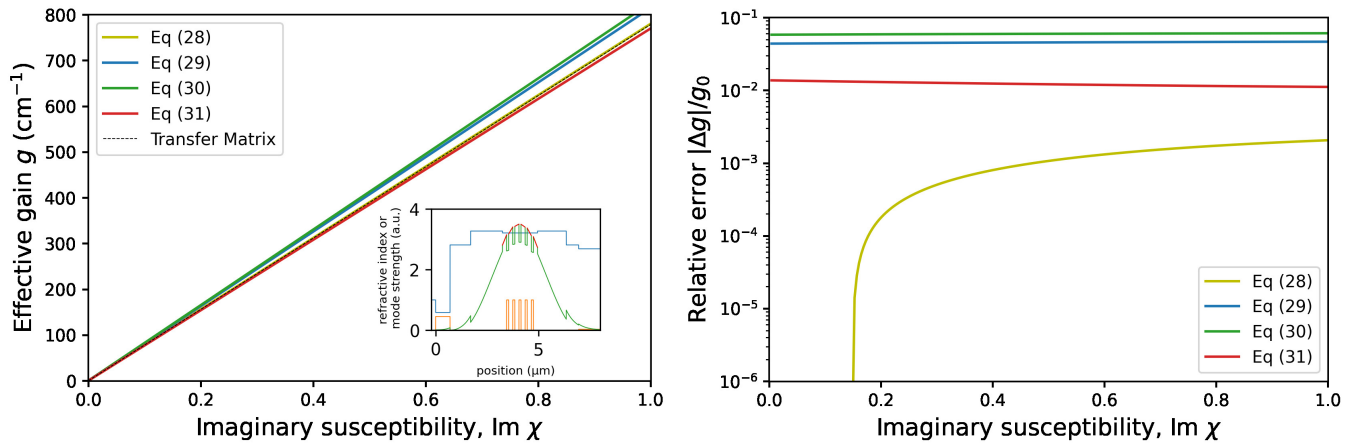 800
700
600
500
400
300
200
100
0
Effective gain g (cm⁻¹)
Eq (28)
Eq (29)
Eq (30)
Eq (31)
Transfer Matrix
4
2
0
refractive index or
mode strength (a.u.)
0 5
position (μm)
0.0 0.2 0.4 0.6 0.8 1.0
Imaginary susceptibility, Im χ
10⁻¹
10⁻²
10⁻³
10⁻⁴
10⁻⁵
10⁻⁶
Relative error |Δg|/g₀
Eq (28)
Eq (29)
Eq (30)
Eq (31)
0.0 0.2 0.4 0.6 0.8 1.0
Imaginary susceptibility, Im χ